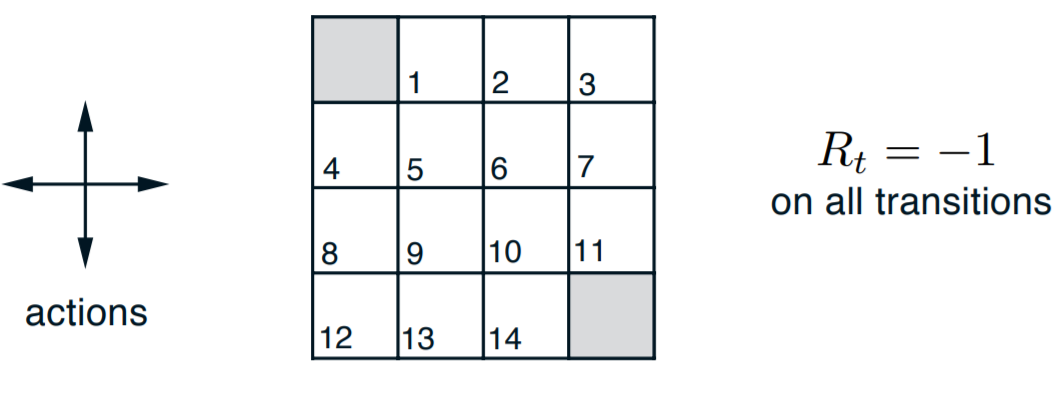 1 2 3
4 5 6 7
8 9 10 11
12 13 14
actions
R_t = −1
on all transitions